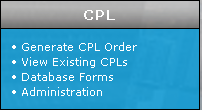 CPL
• Generate CPL Order
• View Existing CPLs
• Database Forms
• Administration